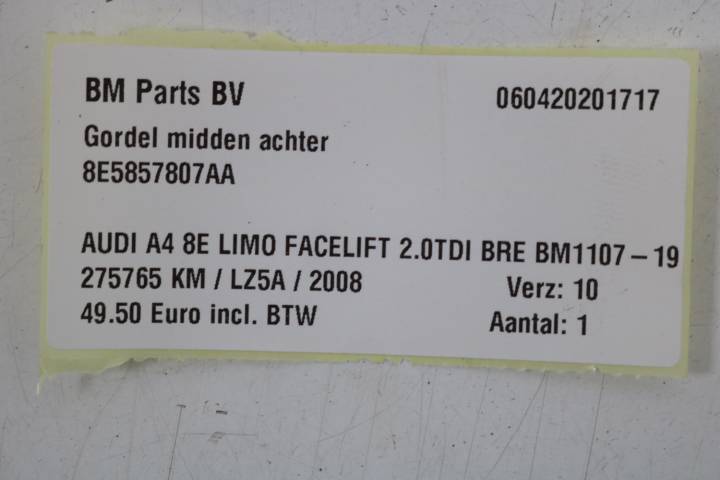 BM Parts BV 060420201717
Gordel midden achter
8E5857807AA
AUDI A4 8E LIMO FACELIFT 2.0TDI BRE BM1107-19
275765 KM / LZ5A / 2008 Verz: 10
49.50 Euro incl. BTW Aantal: 1